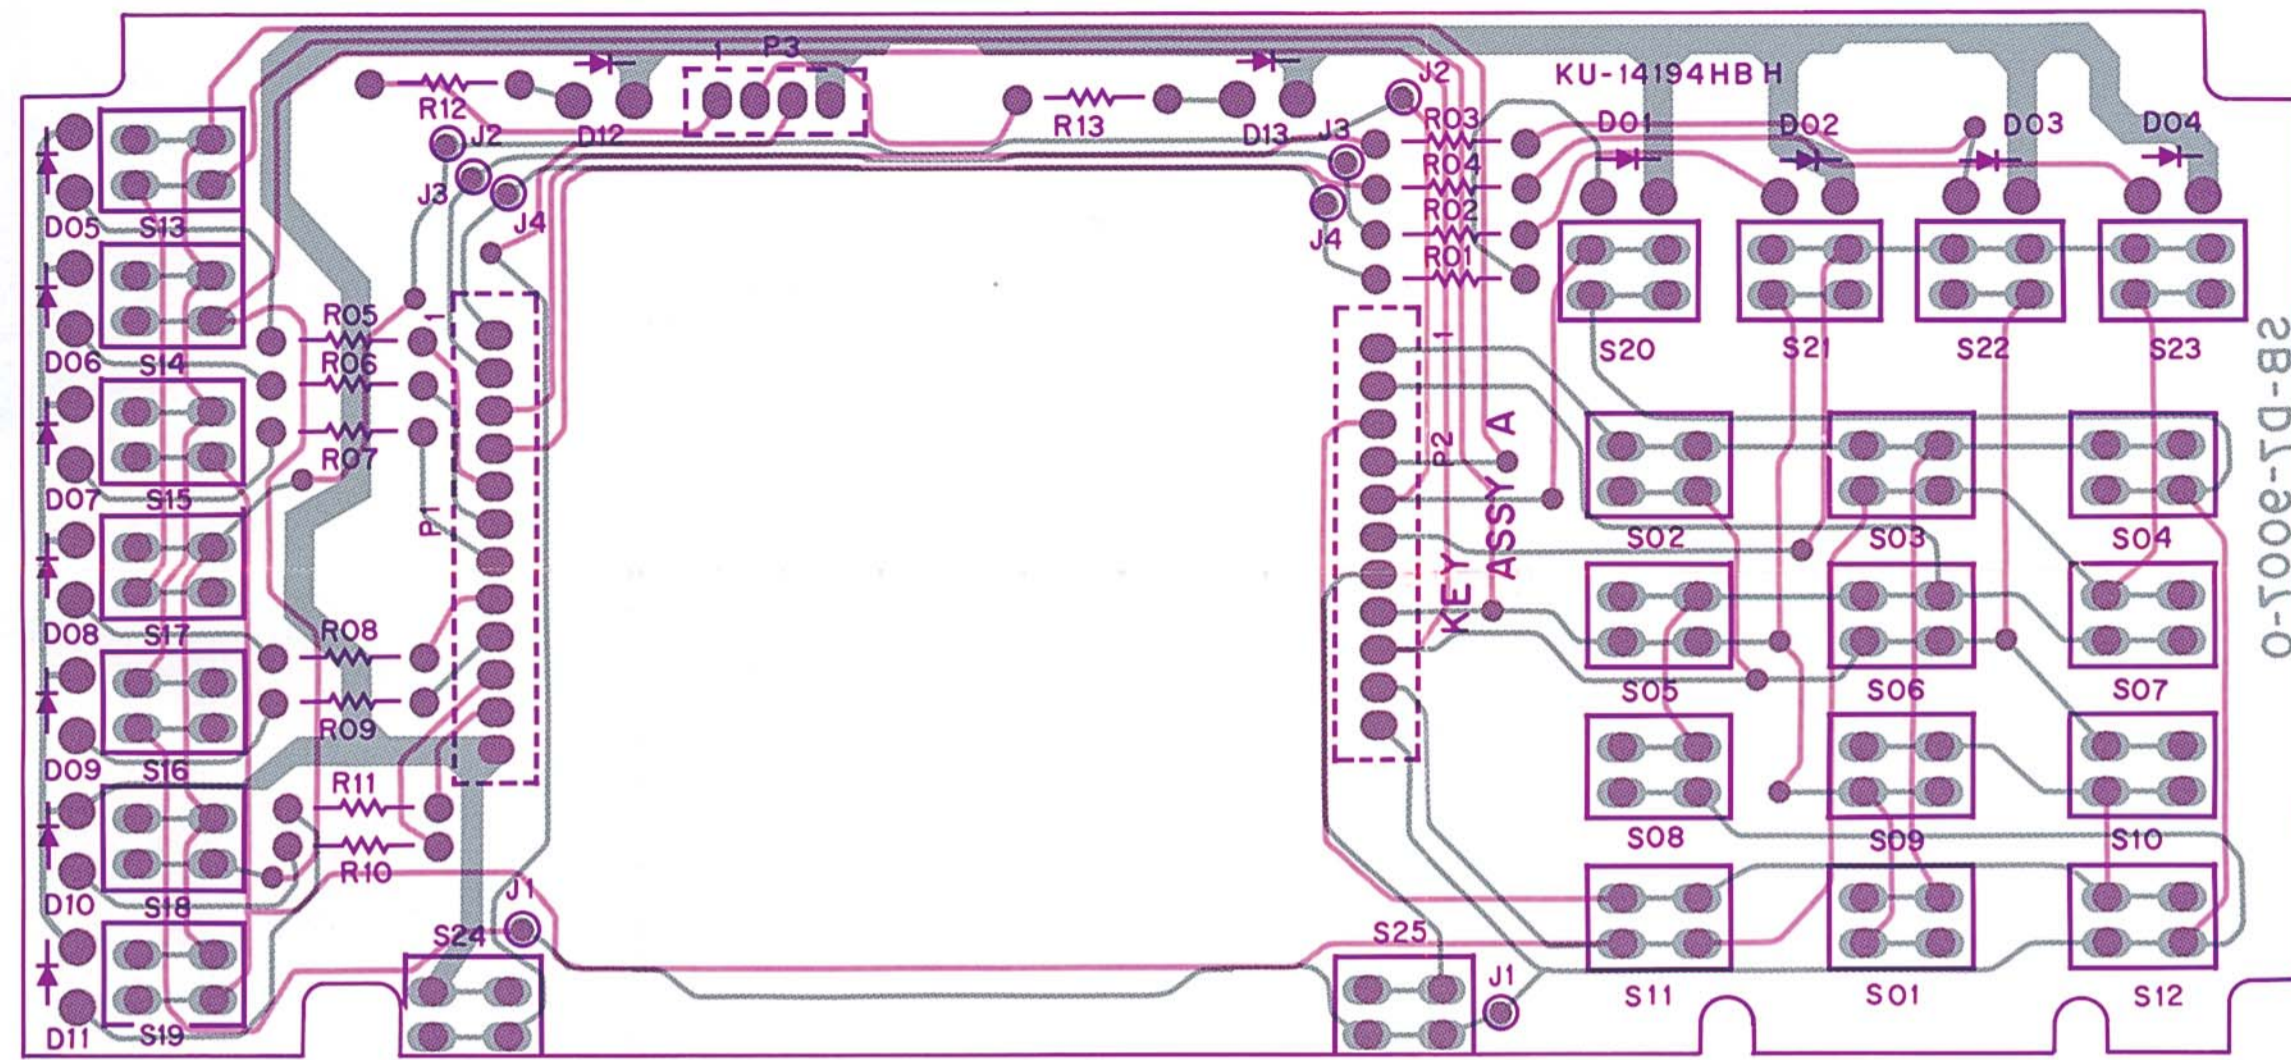 1 P3
R12
D12
R13
D13
J2
J2
J3
J4
J3
J4
R03
R04
R02
R01
KU-14194HB H
D01
D02
D03
D04
D05
S13
D06
S14
D07
S15
D08
S17
D09
S16
D10
S18
D11
S19
R05
R06
R07
R08
R09
R11
R10
1
P1
1
P2
KEY ASSY A
S20
S21
S22
S23
S02
S03
S04
S05
S06
S07
S08
S09
S10
S11
S01
S12
S24
J1
S25
J1
SB-DZ-9007-0